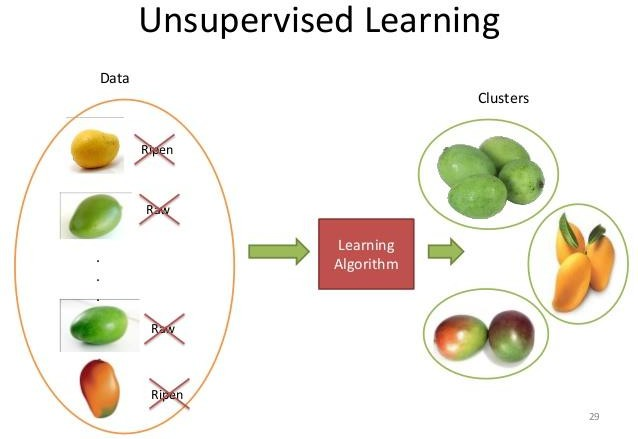 Unsupervised Learning
Data
Clusters
Ripen
Raw
.
.
.
Learning
Algorithm
Raw
Ripen
29